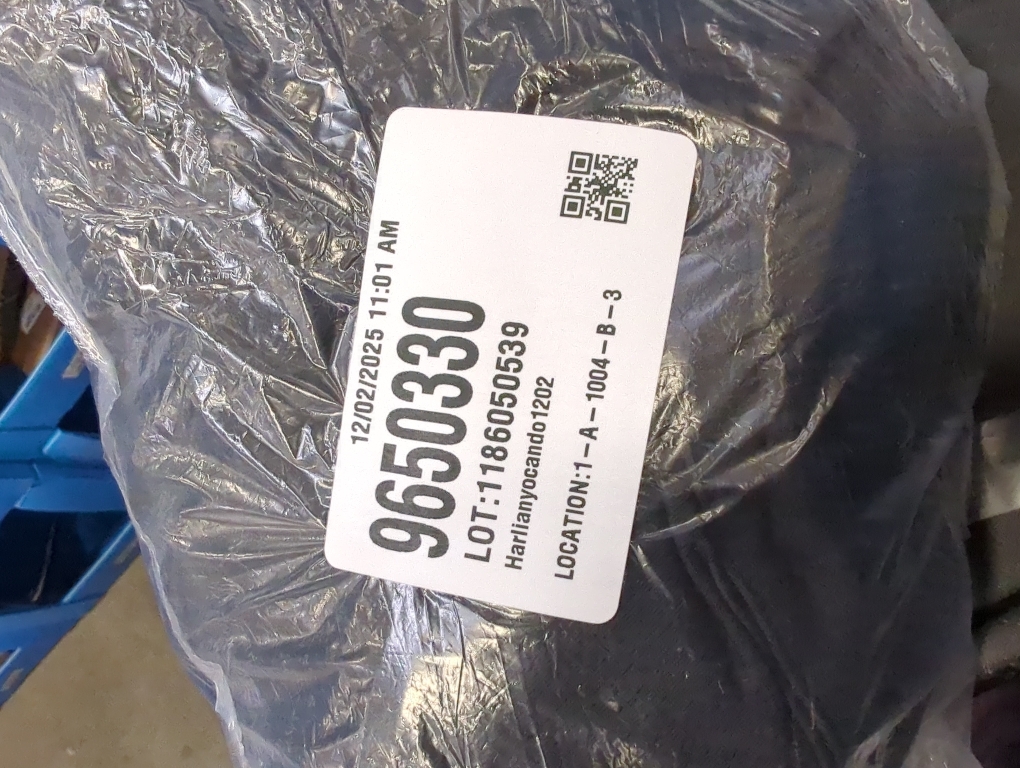 12/02/2025 11:01 AM
9650330
LOT:1186050539
Harlianyocando1202
LOCATION:1-A-1004-B-3